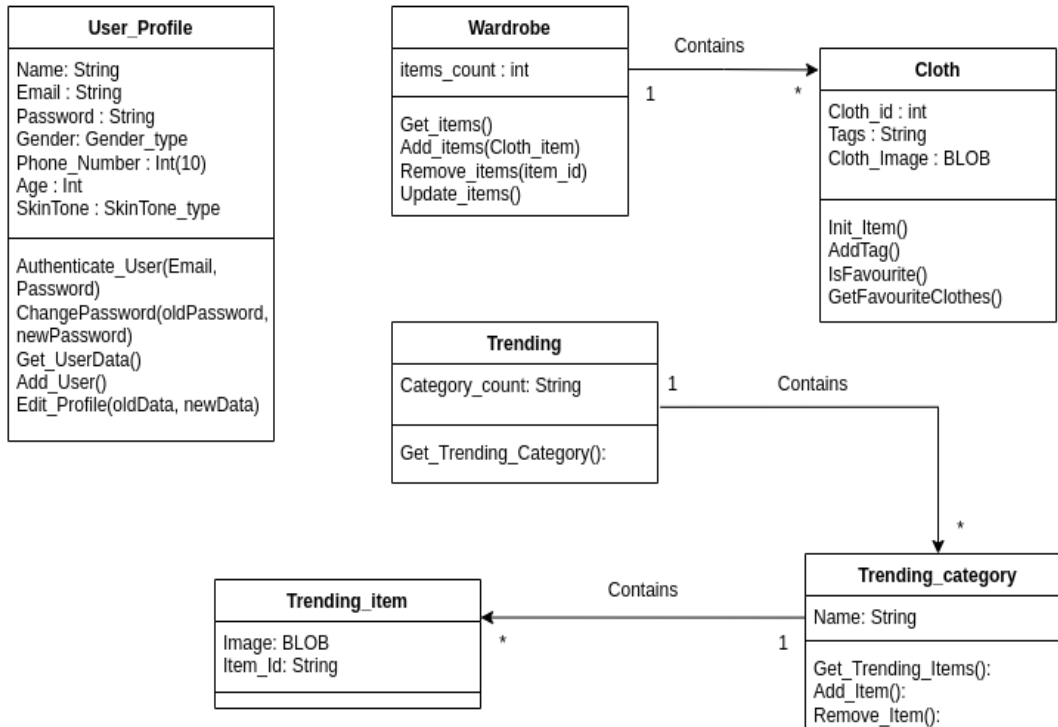 User_Profile
Name: String
Email : String
Password : String
Gender: Gender_type
Phone_Number : Int(10)
Age : Int
SkinTone : SkinTone_type
Authenticate_User(Email,
Password)
ChangePassword(oldPassword,
newPassword)
Get_UserData()
Add_User()
Edit_Profile(oldData, newData)
Wardrobe
items_count : int
Get_items()
Add_items(Cloth_item)
Remove_items(item_id)
Update_items()
Contains
1
*
Cloth
Cloth_id : int
Tags : String
Cloth_Image : BLOB
Init_Item()
AddTag()
IsFavourite()
GetFavouriteClothes()
Trending
Category_count: String
Get_Trending_Category():
1
Contains
*
Trending_category
Name: String
Get_Trending_Items():
Add_Item():
Remove_Item():
Contains
1
*
Trending_item
Image: BLOB
Item_Id: String